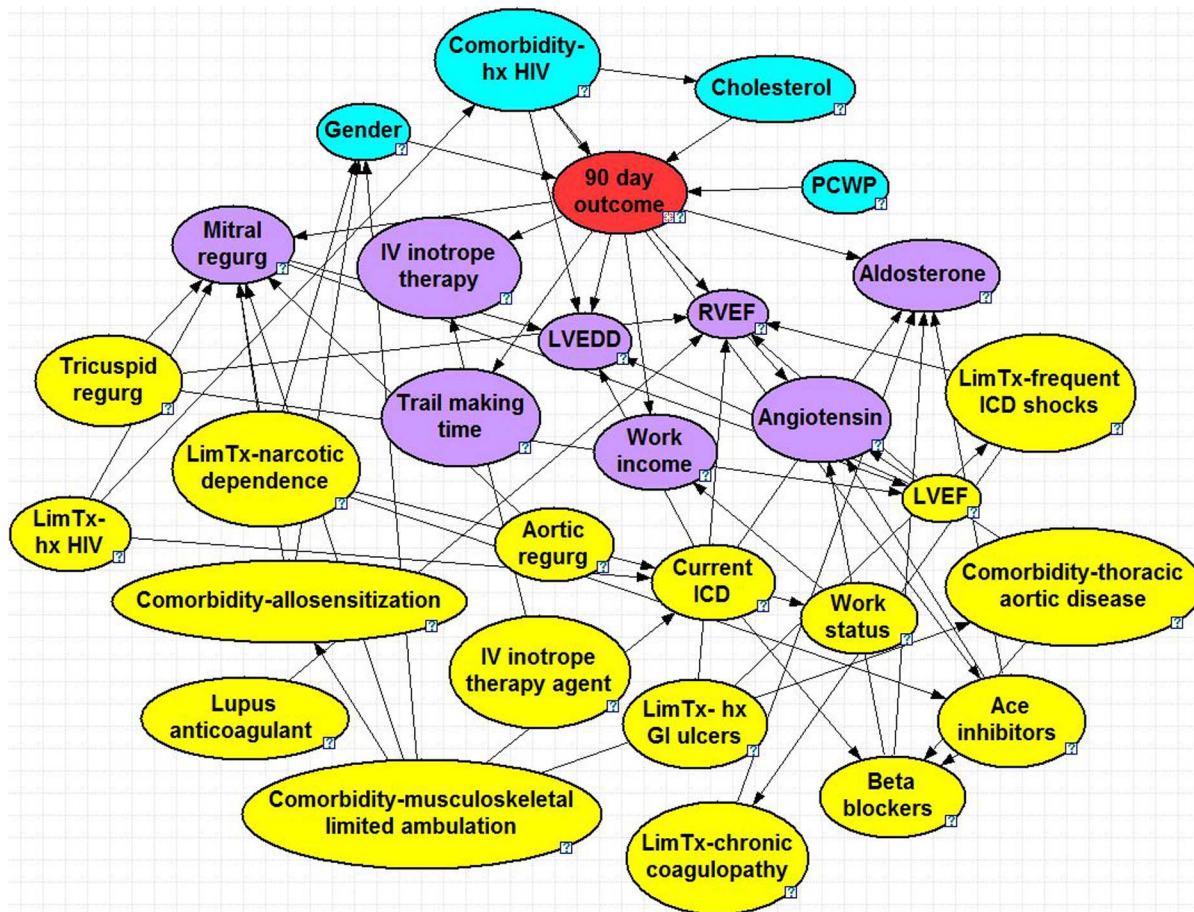 Comorbidity-
hx HIV
Cholesterol
Gender
90 day
outcome
PCWP
Mitral
regurg
IV inotrope
therapy
Aldosterone
RVEF
LVEDD
Tricuspid
regurg
Trail making
time
Work
income
Angiotensin
LimTx-frequent
ICD shocks
LimTx-narcotic
dependence
LVEF
LimTx-
hx HIV
Aortic
regurg
Current
ICD
Comorbidity-thoracic
aortic disease
Comorbidity-allosensitization
Work
status
IV inotrope
therapy agent
Lupus
anticoagulant
LimTx- hx
GI ulcers
Ace
inhibitors
Comorbidity-musculoskeletal
limited ambulation
Beta
blockers
LimTx-chronic
coagulopathy